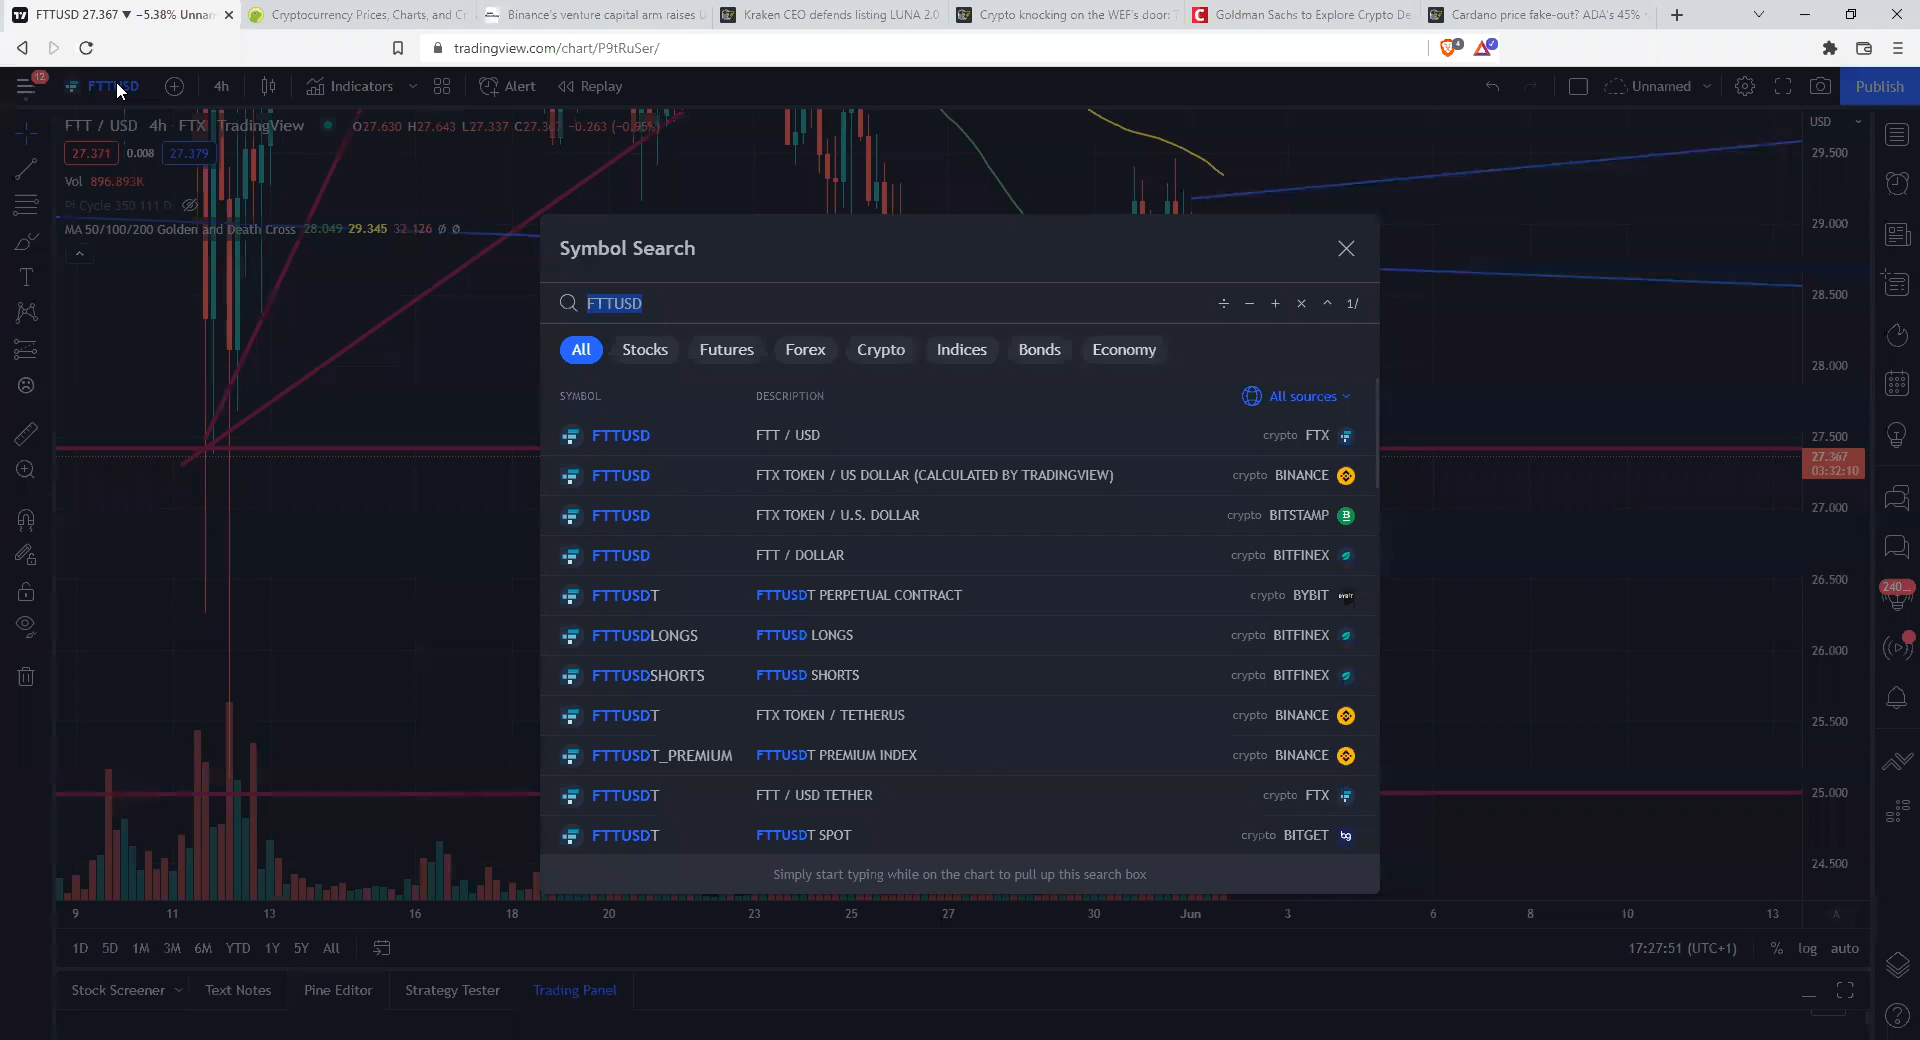 FTTUSD 27.367 ▼ −5.38% Unnan
Cryptocurrency Prices, Charts, and Cr
Binance's venture capital arm raises U
Kraken CEO defends listing LUNA 2.0
Crypto knocking on the WEF's door: T
Goldman Sachs to Explore Crypto De
Cardano price fake-out? ADA's 45%
tradingview.com/chart/P9tRuSer/
4
12
FTTUSD
4h
Indicators
Alert
Replay
Unnamed
Publish
FTT / USD 4h FTX TradingView
O27.630 H27.643 L27.337 C27.367 −0.263 (−0.95%)
27.371 0.008 27.379
Vol 896.893K
Pi Cycle 350 111 D
MA 50/100/200 Golden and Death Cross 28.049 29.345 32.126 ∅ ∅
USD
29.500
29.000
28.500
28.000
27.500
27.367
03:32:10
27.000
26.500
26.000
25.500
25.000
24.500
240...
Symbol Search
FTTUSD
÷ − + × ^ 1/
All Stocks Futures Forex Crypto Indices Bonds Economy
SYMBOL DESCRIPTION All sources
FTTUSD FTT / USD crypto FTX
FTTUSD FTX TOKEN / US DOLLAR (CALCULATED BY TRADINGVIEW) crypto BINANCE
FTTUSD FTX TOKEN / U.S. DOLLAR crypto BITSTAMP
FTTUSD FTT / DOLLAR crypto BITFINEX
FTTUSDT FTTUSDT PERPETUAL CONTRACT crypto BYBIT
FTTUSDLONGS FTTUSD LONGS crypto BITFINEX
FTTUSDSHORTS FTTUSD SHORTS crypto BITFINEX
FTTUSDT FTX TOKEN / TETHERUS crypto BINANCE
FTTUSDT_PREMIUM FTTUSDT PREMIUM INDEX crypto BINANCE
FTTUSDT FTT / USD TETHER crypto FTX
FTTUSDT FTTUSDT SPOT crypto BITGET
Simply start typing while on the chart to pull up this search box
9 11 13 16 18 20 23 25 27 30 Jun 3 6 8 10 13 A
1D 5D 1M 3M 6M YTD 1Y 5Y All
17:27:51 (UTC+1) % log auto
Stock Screener Text Notes Pine Editor Strategy Tester Trading Panel